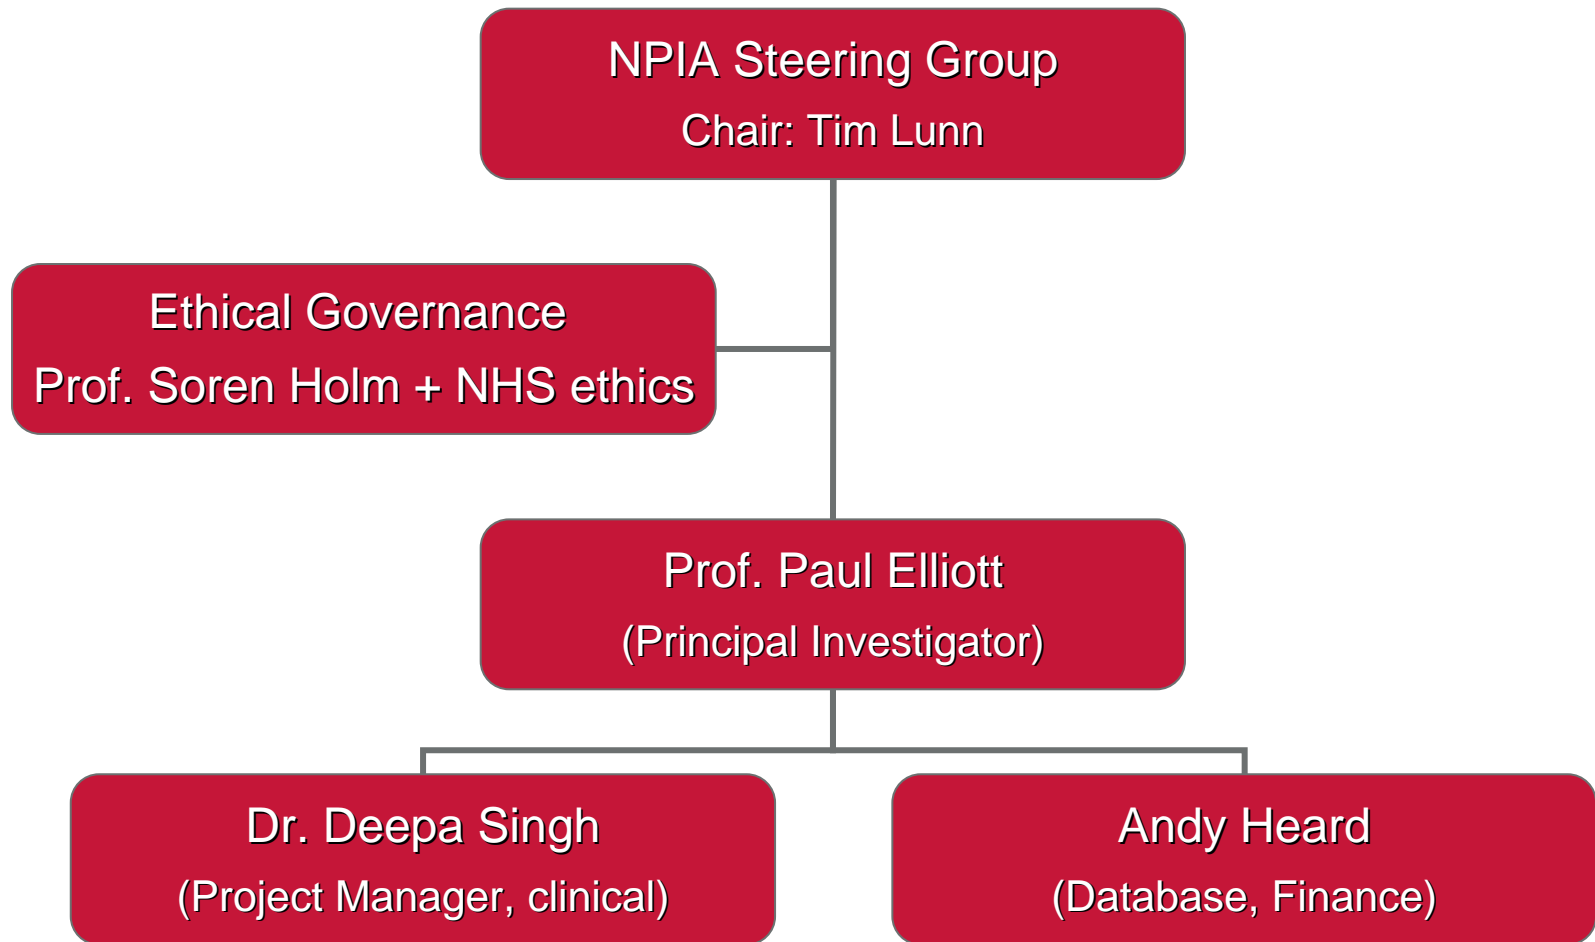 NPIA Steering Group
Chair: Tim Lunn
Ethical Governance
Prof. Soren Holm + NHS ethics
Prof. Paul Elliott
(Principal Investigator)
Dr. Deepa Singh
(Project Manager, clinical)
Andy Heard
(Database, Finance)